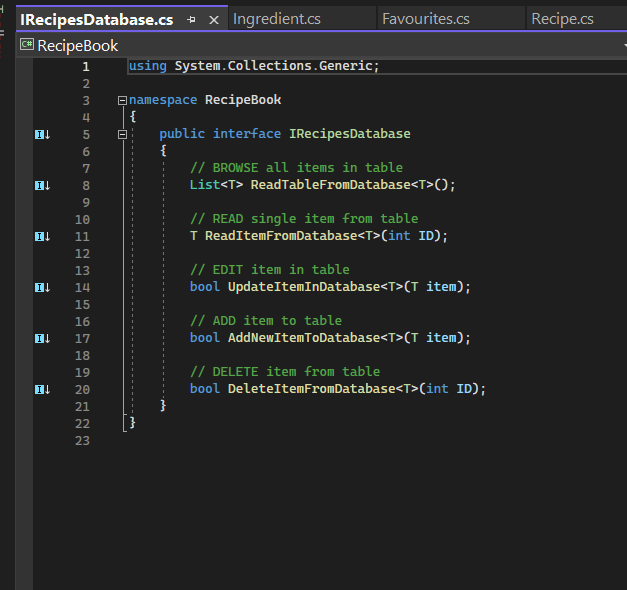 IRecipesDatabase.cs Ingredient.cs Favourites.cs Recipe.cs
C# RecipeBook
1 using System.Collections.Generic;
2
3 namespace RecipeBook
4 {
5 public interface IRecipesDatabase
6 {
7 // BROWSE all items in table
8 List<T> ReadTableFromDatabase<T>();
9
10 // READ single item from table
11 T ReadItemFromDatabase<T>(int ID);
12
13 // EDIT item in table
14 bool UpdateItemInDatabase<T>(T item);
15
16 // ADD item to table
17 bool AddNewItemToDatabase<T>(T item);
18
19 // DELETE item from table
20 bool DeleteItemFromDatabase<T>(int ID);
21 }
22 }
23